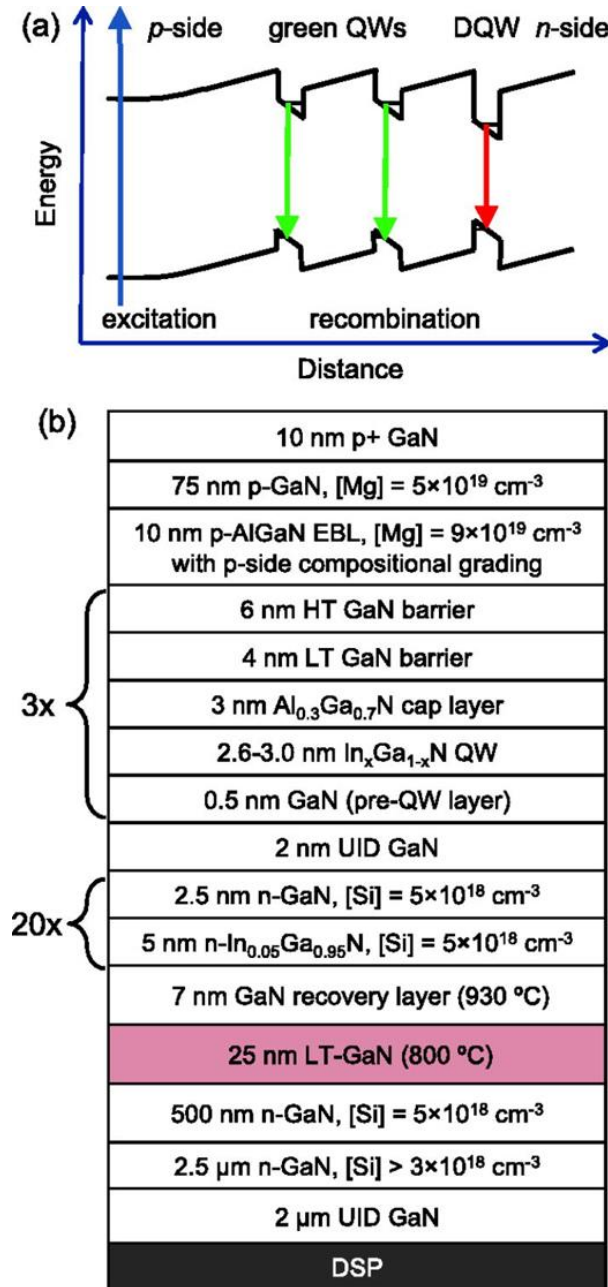 (a)
p-side green QWs DQW n-side
Energy
excitation recombination
Distance
(b)
10 nm p+ GaN
75 nm p-GaN, [Mg] = 5×10¹⁹ cm⁻³
10 nm p-AlGaN EBL, [Mg] = 9×10¹⁹ cm⁻³
with p-side compositional grading
3x
6 nm HT GaN barrier
4 nm LT GaN barrier
3 nm Al₀.₃Ga₀.₇N cap layer
2.6-3.0 nm InₓGa₁₋ₓN QW
0.5 nm GaN (pre-QW layer)
2 nm UID GaN
20x
2.5 nm n-GaN, [Si] = 5×10¹⁸ cm⁻³
5 nm n-In₀.₀₅Ga₀.₉₅N, [Si] = 5×10¹⁸ cm⁻³
7 nm GaN recovery layer (930 ºC)
25 nm LT-GaN (800 ºC)
500 nm n-GaN, [Si] = 5×10¹⁸ cm⁻³
2.5 µm n-GaN, [Si] > 3×10¹⁸ cm⁻³
2 µm UID GaN
DSP